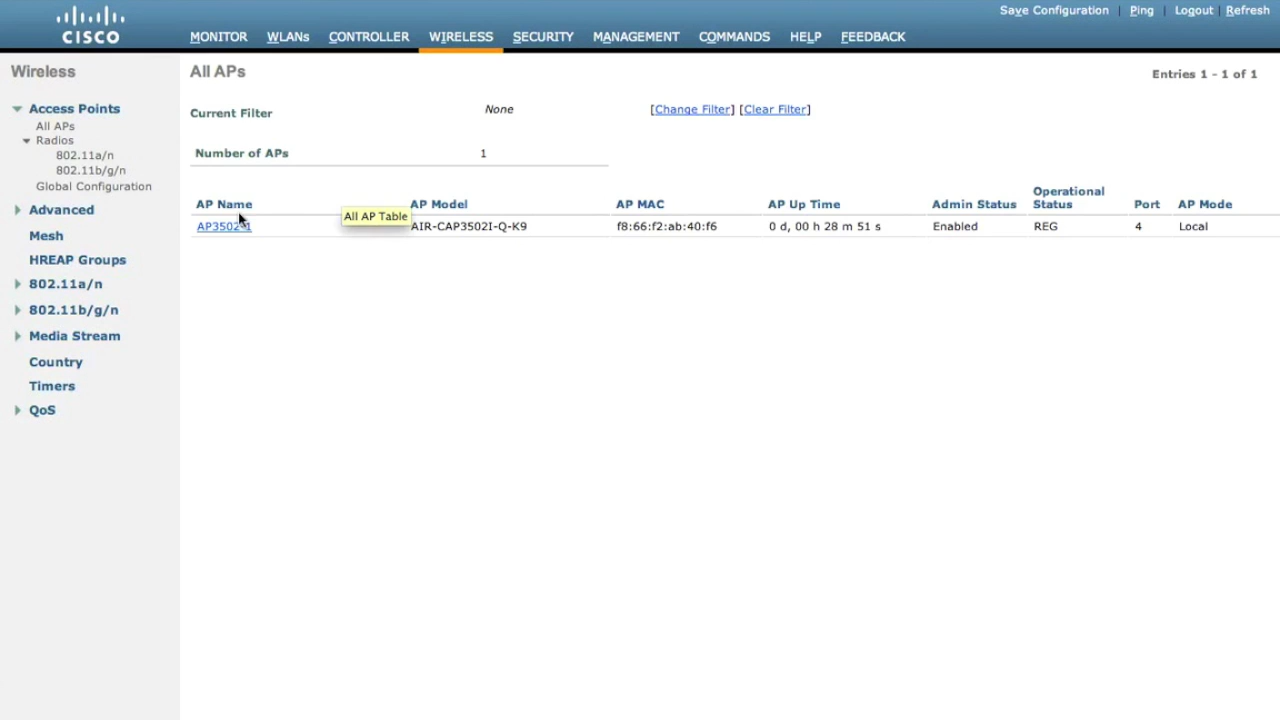 Save Configuration | Ping | Logout | Refresh
CISCO
MONITOR WLANs CONTROLLER WIRELESS SECURITY MANAGEMENT COMMANDS HELP FEEDBACK
Wireless
Access Points
All APs
Radios
802.11a/n
802.11b/g/n
Global Configuration
Advanced
Mesh
HREAP Groups
802.11a/n
802.11b/g/n
Media Stream
Country
Timers
QoS
All APs
Entries 1 - 1 of 1
Current Filter None [Change Filter] [Clear Filter]
Number of APs 1
AP Name AP Model AP MAC AP Up Time Admin Status Operational Status Port AP Mode
All AP Table
AP3502-1 AIR-CAP3502I-Q-K9 f8:66:f2:ab:40:f6 0 d, 00 h 28 m 51 s Enabled REG 4 Local